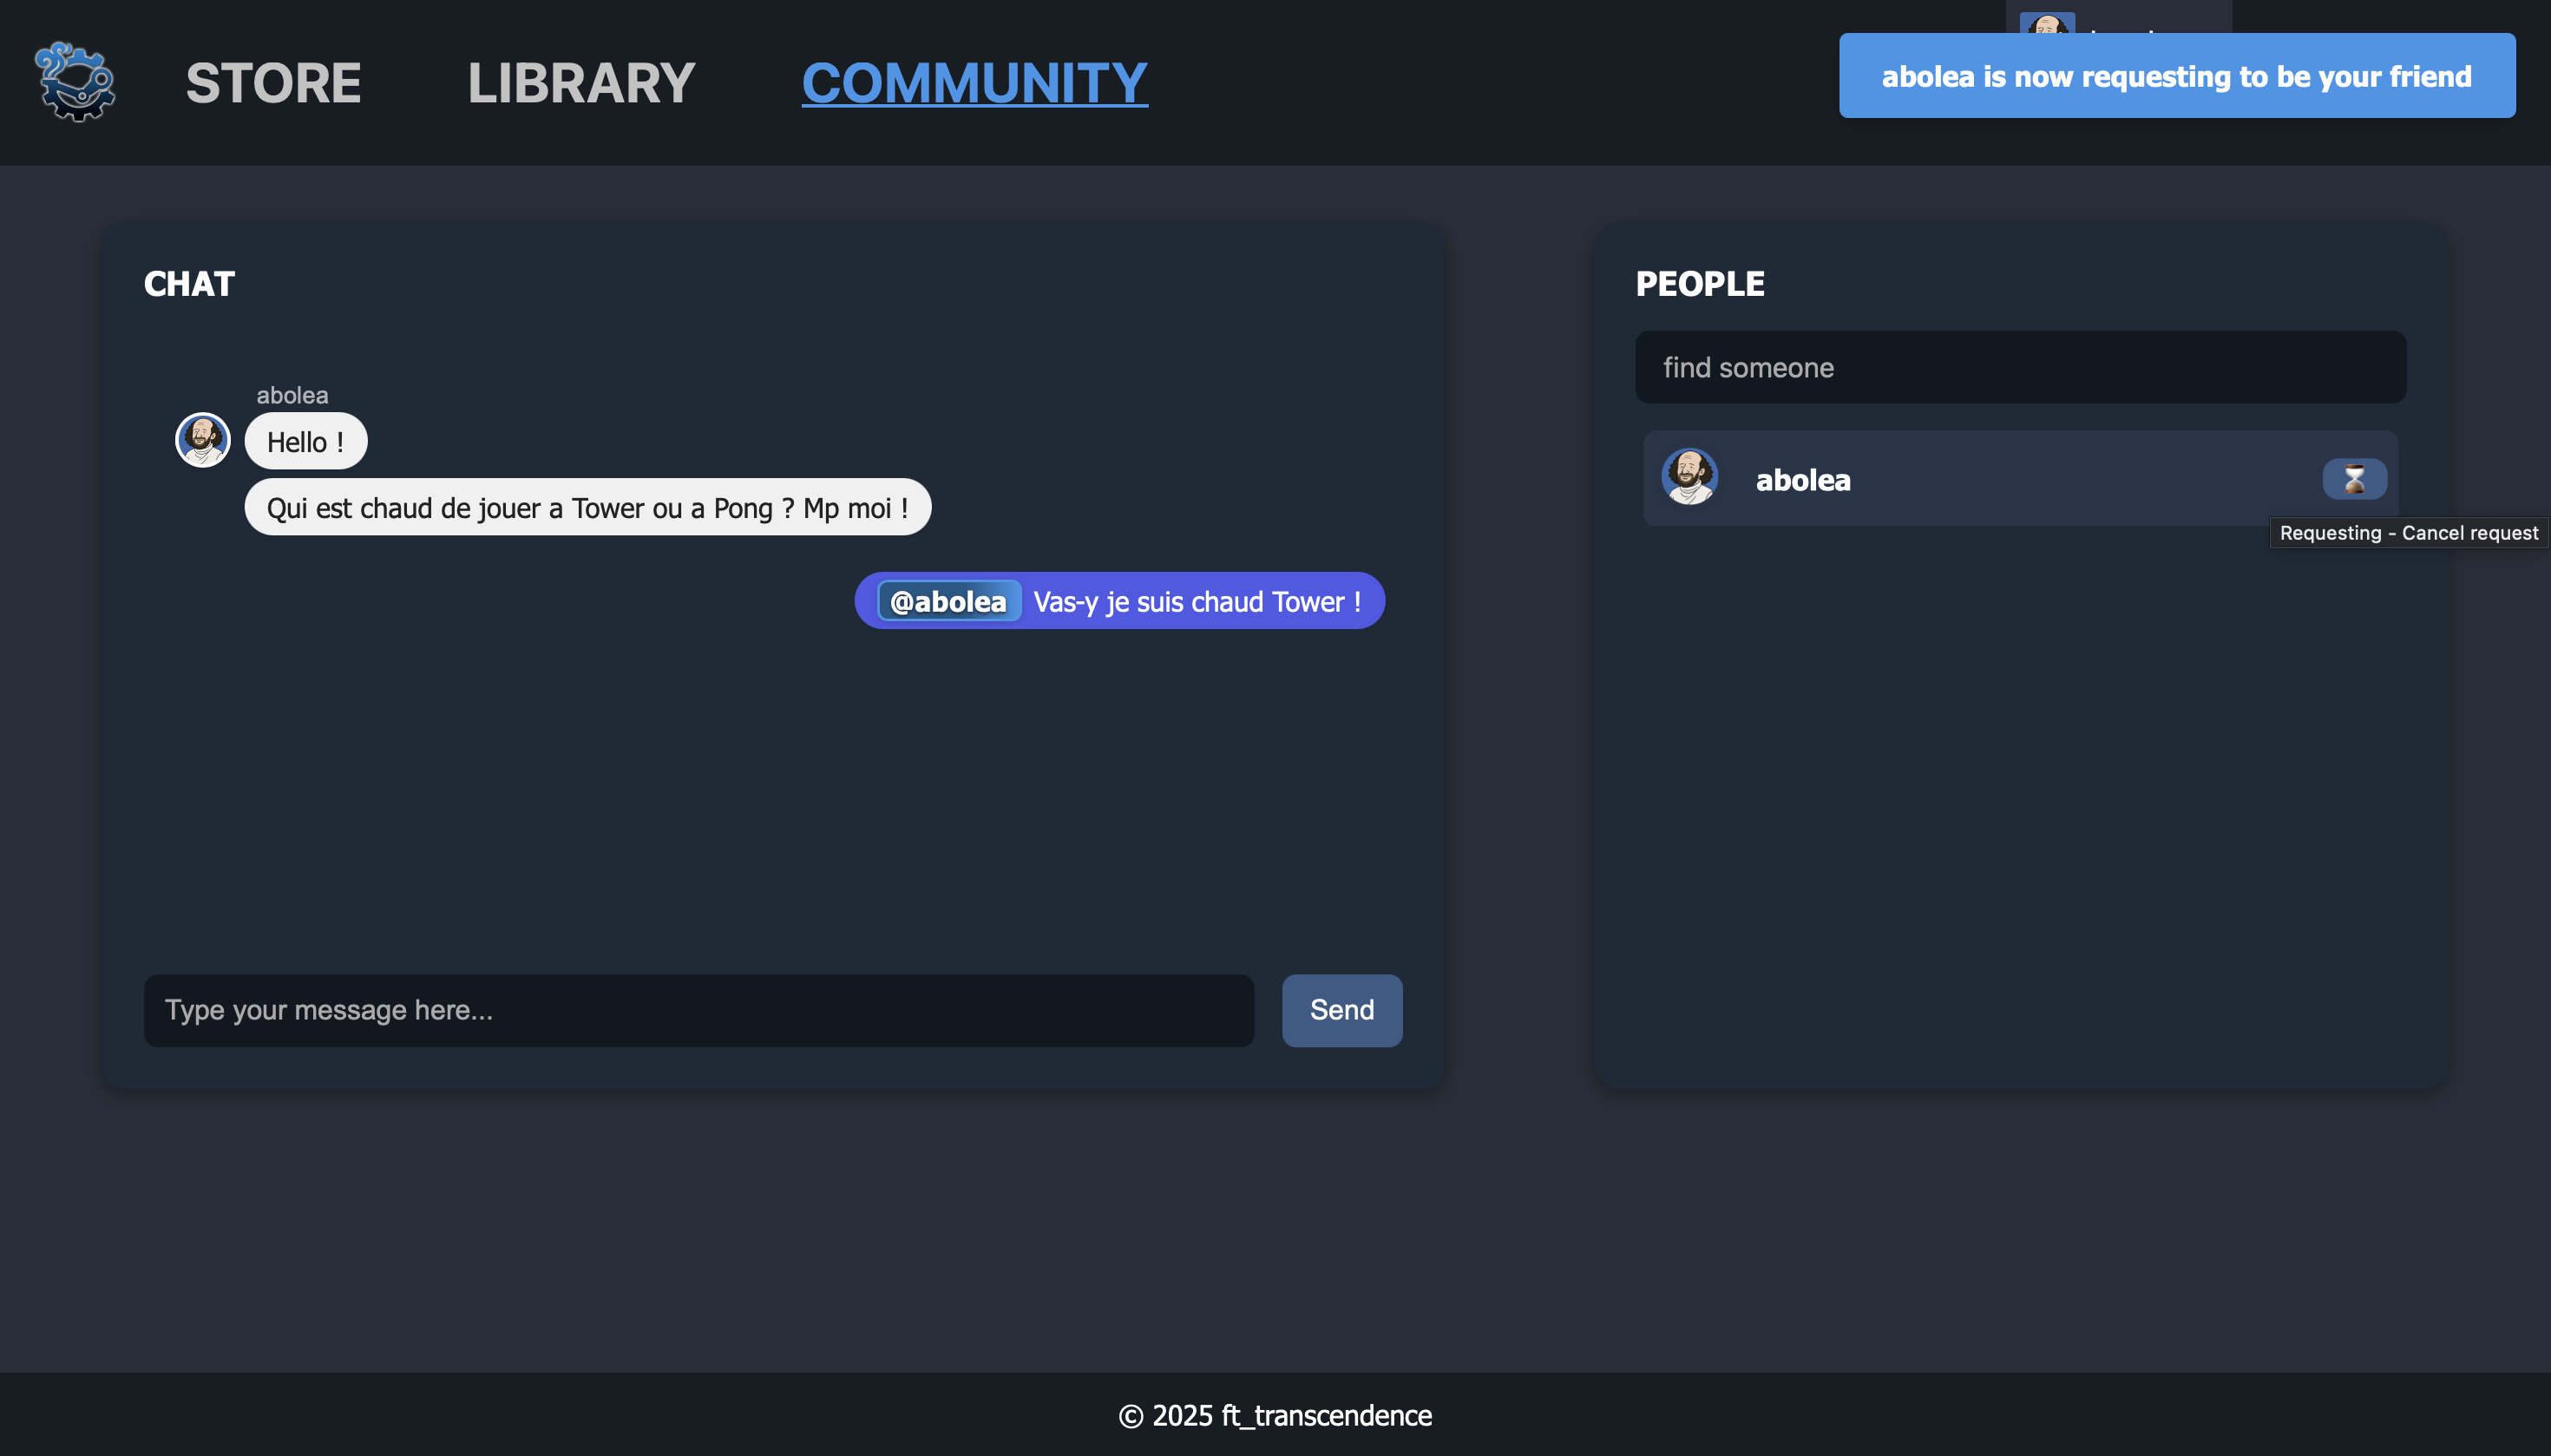 STORE LIBRARY COMMUNITY
abolea is now requesting to be your friend
CHAT
abolea
Hello !
Qui est chaud de jouer a Tower ou a Pong ? Mp moi !
@abolea Vas-y je suis chaud Tower !
Type your message here...
Send
PEOPLE
find someone
abolea
Requesting - Cancel request
© 2025 ft_transcendence